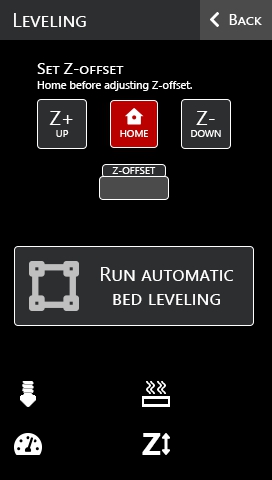 Leveling
Back
Set Z-offset
Home before adjusting Z-offset.
Z+
UP
HOME
Z-
DOWN
Z-OFFSET
Run automatic
bed leveling
Z